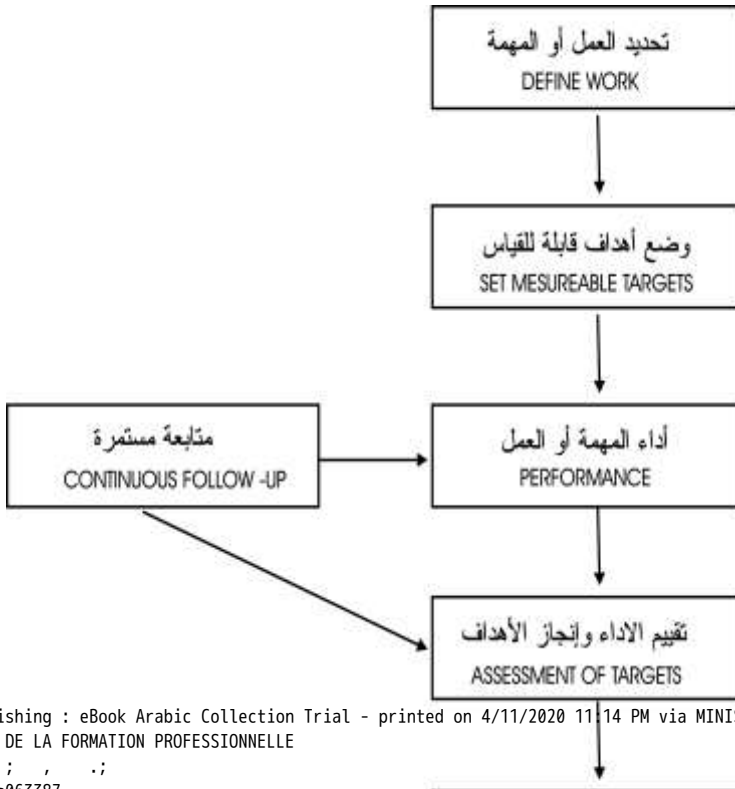 تحديد العمل أو المهمة
DEFINE WORK
وضع أهداف قابلة للقياس
SET MESUREABLE TARGETS
متابعة مستمرة
CONTINUOUS FOLLOW -UP
أداء المهمة أو العمل
PERFORMANCE
تقييم الاداء وإنجاز الأهداف
ASSESSMENT OF TARGETS
ishing : eBook Arabic Collection Trial - printed on 4/11/2020 11:14 PM via MINIS
DE LA FORMATION PROFESSIONNELLE
; , .;